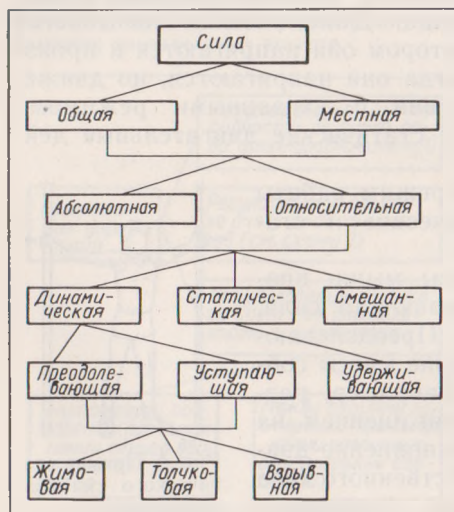 Сила
Общая Местная
Абсолютная Относительная
Динами-
ческая
Статичес-
кая
Смешан-
ная
Преодоле-
вающая
Уступаю-
щая
Удержи-
вающая
Жимо-
вая
Толчко-
вая
Взрыв-
ная